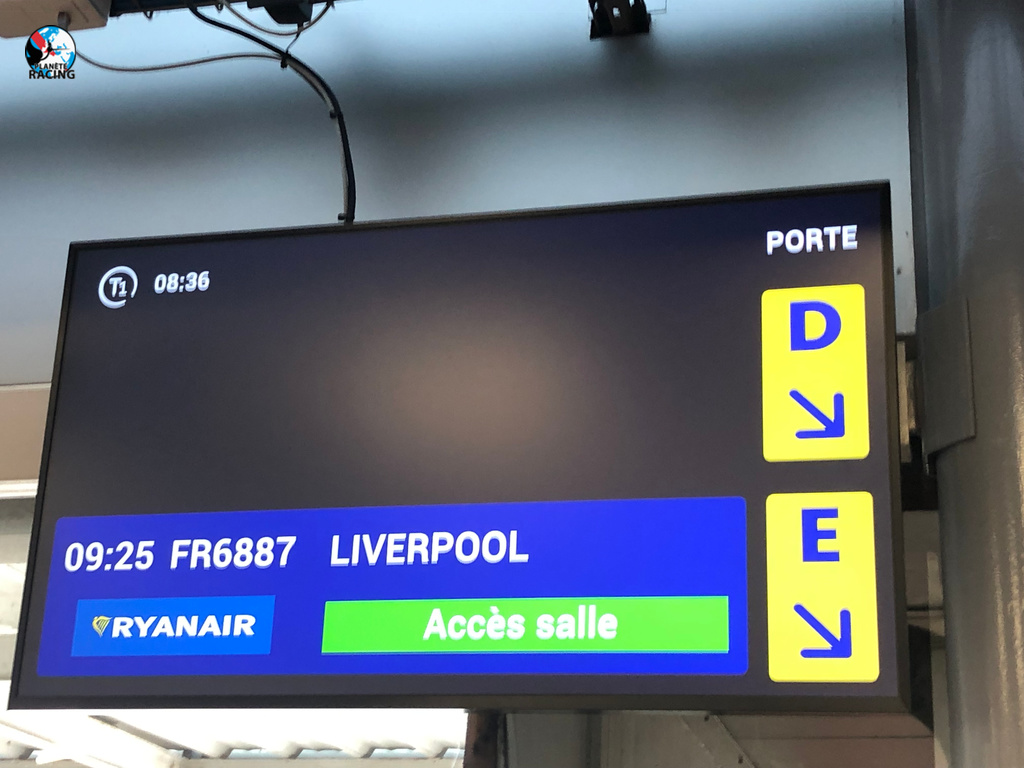 PLANÈTE
RACING
T1 08:36
PORTE
D
09:25 FR6887 LIVERPOOL
E
RYANAIR Accès salle